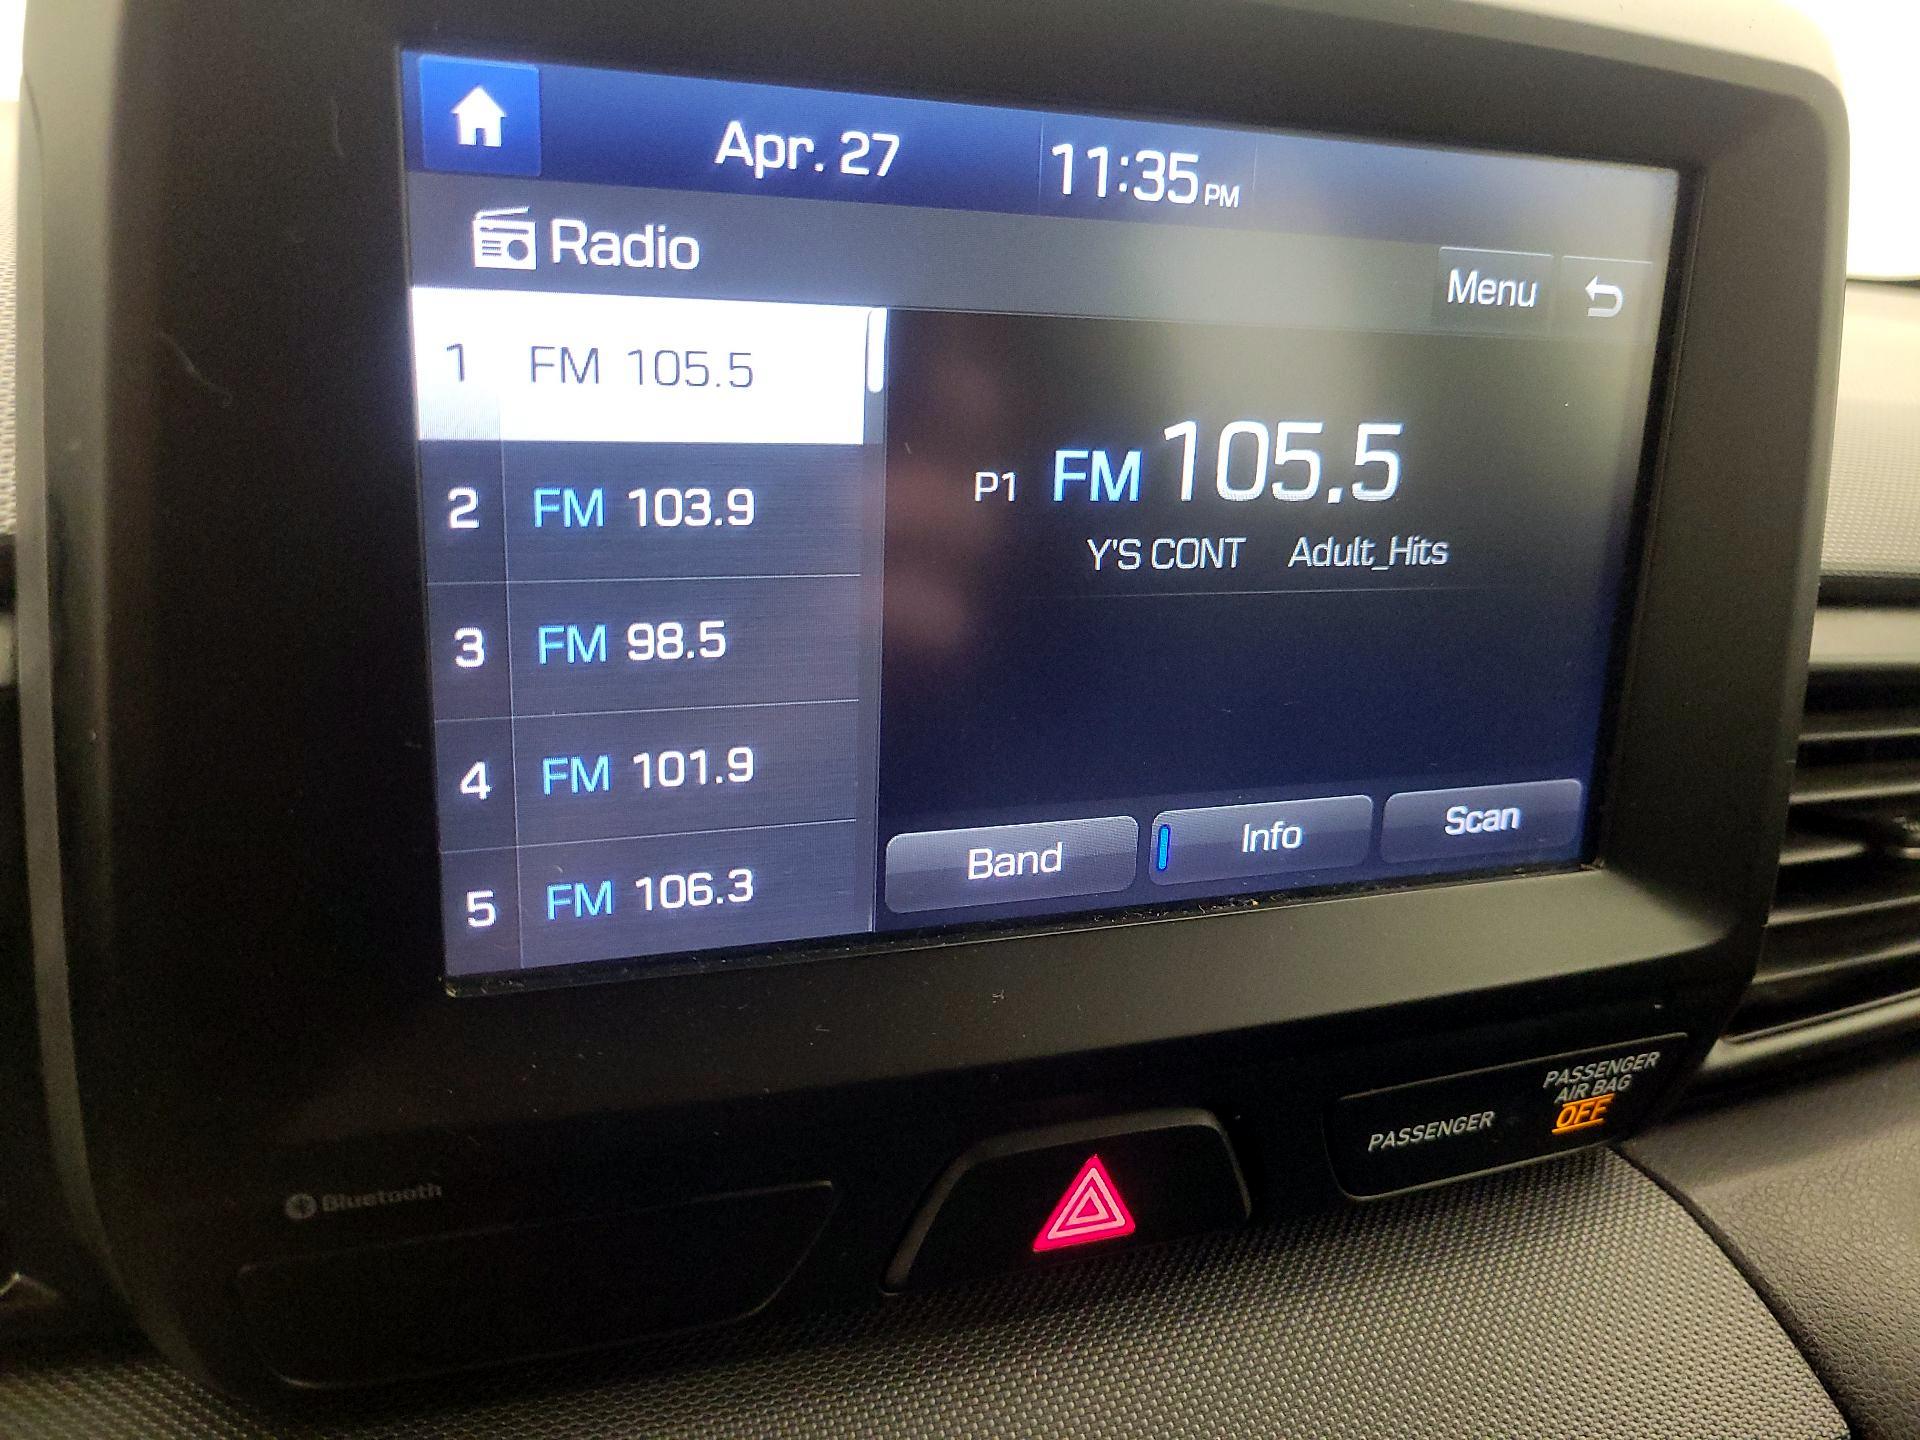 Apr. 27 11:35 PM
Radio
Menu
1 FM 105.5
2 FM 103.9
3 FM 98.5
4 FM 101.9
5 FM 106.3
P1 FM 105.5
Y'S CONT Adult_Hits
Band Info Scan
Bluetooth
PASSENGER
PASSENGER
AIR BAG
OFF